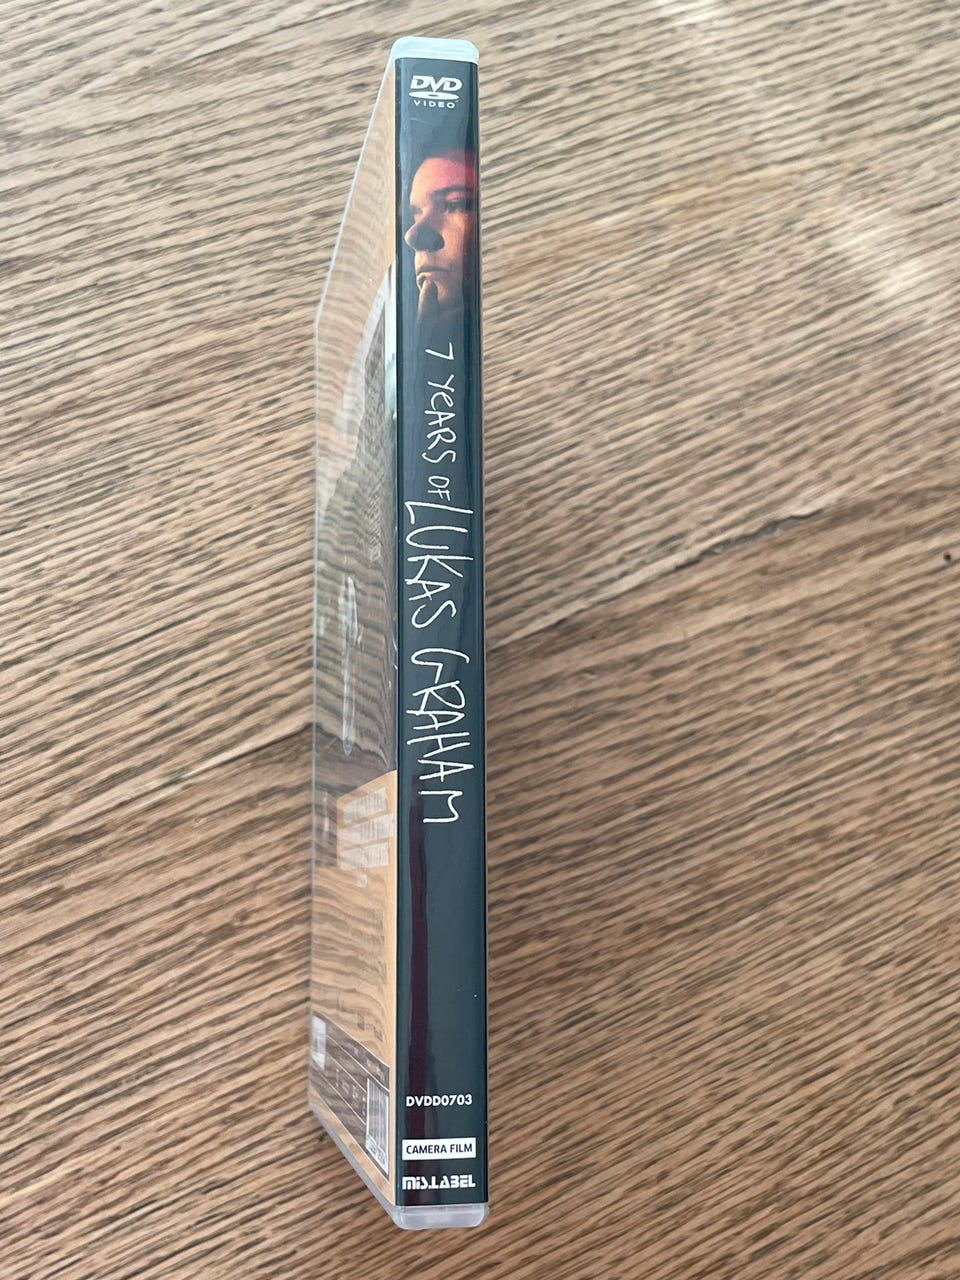 DVD
VIDEO
7 YEARS OF LUKAS GRAHAM
DVDD0703
CAMERA FILM
MIS.LABEL